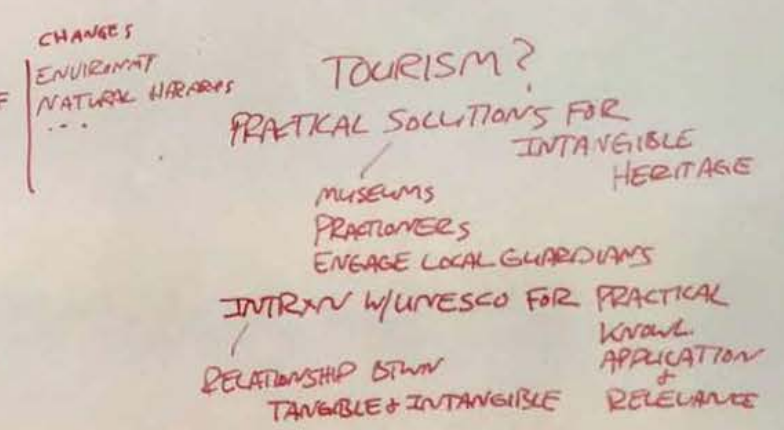 CHANGES
ENVIRONMT
NATURAL HAZARDS
...
TOURISM?
PRACTICAL SOLUTIONS FOR
INTANGIBLE
HERITAGE
MUSEUMS
PRACTIONERS
ENGAGE LOCAL GUARDIANS
INTRXN W/UNESCO FOR PRACTICAL
KNOWL.
APPLICATION
&
RELEVANCE
RELATIONSHIP BTWN
TANGIBLE & INTANGIBLE